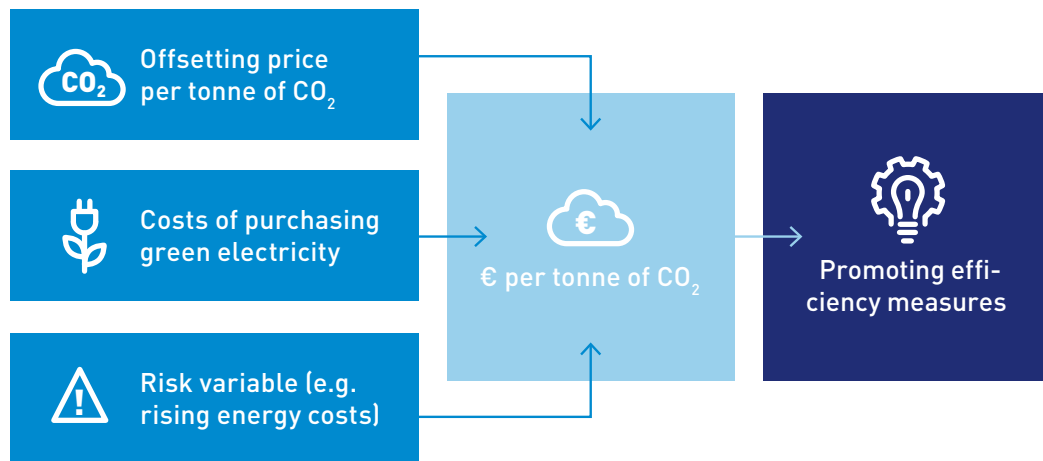 CO₂
Offsetting price
per tonne of CO₂
Costs of purchasing
green electricity
!
Risk variable (e.g.
rising energy costs)
€
€ per tonne of CO₂
Promoting effi-
ciency measures